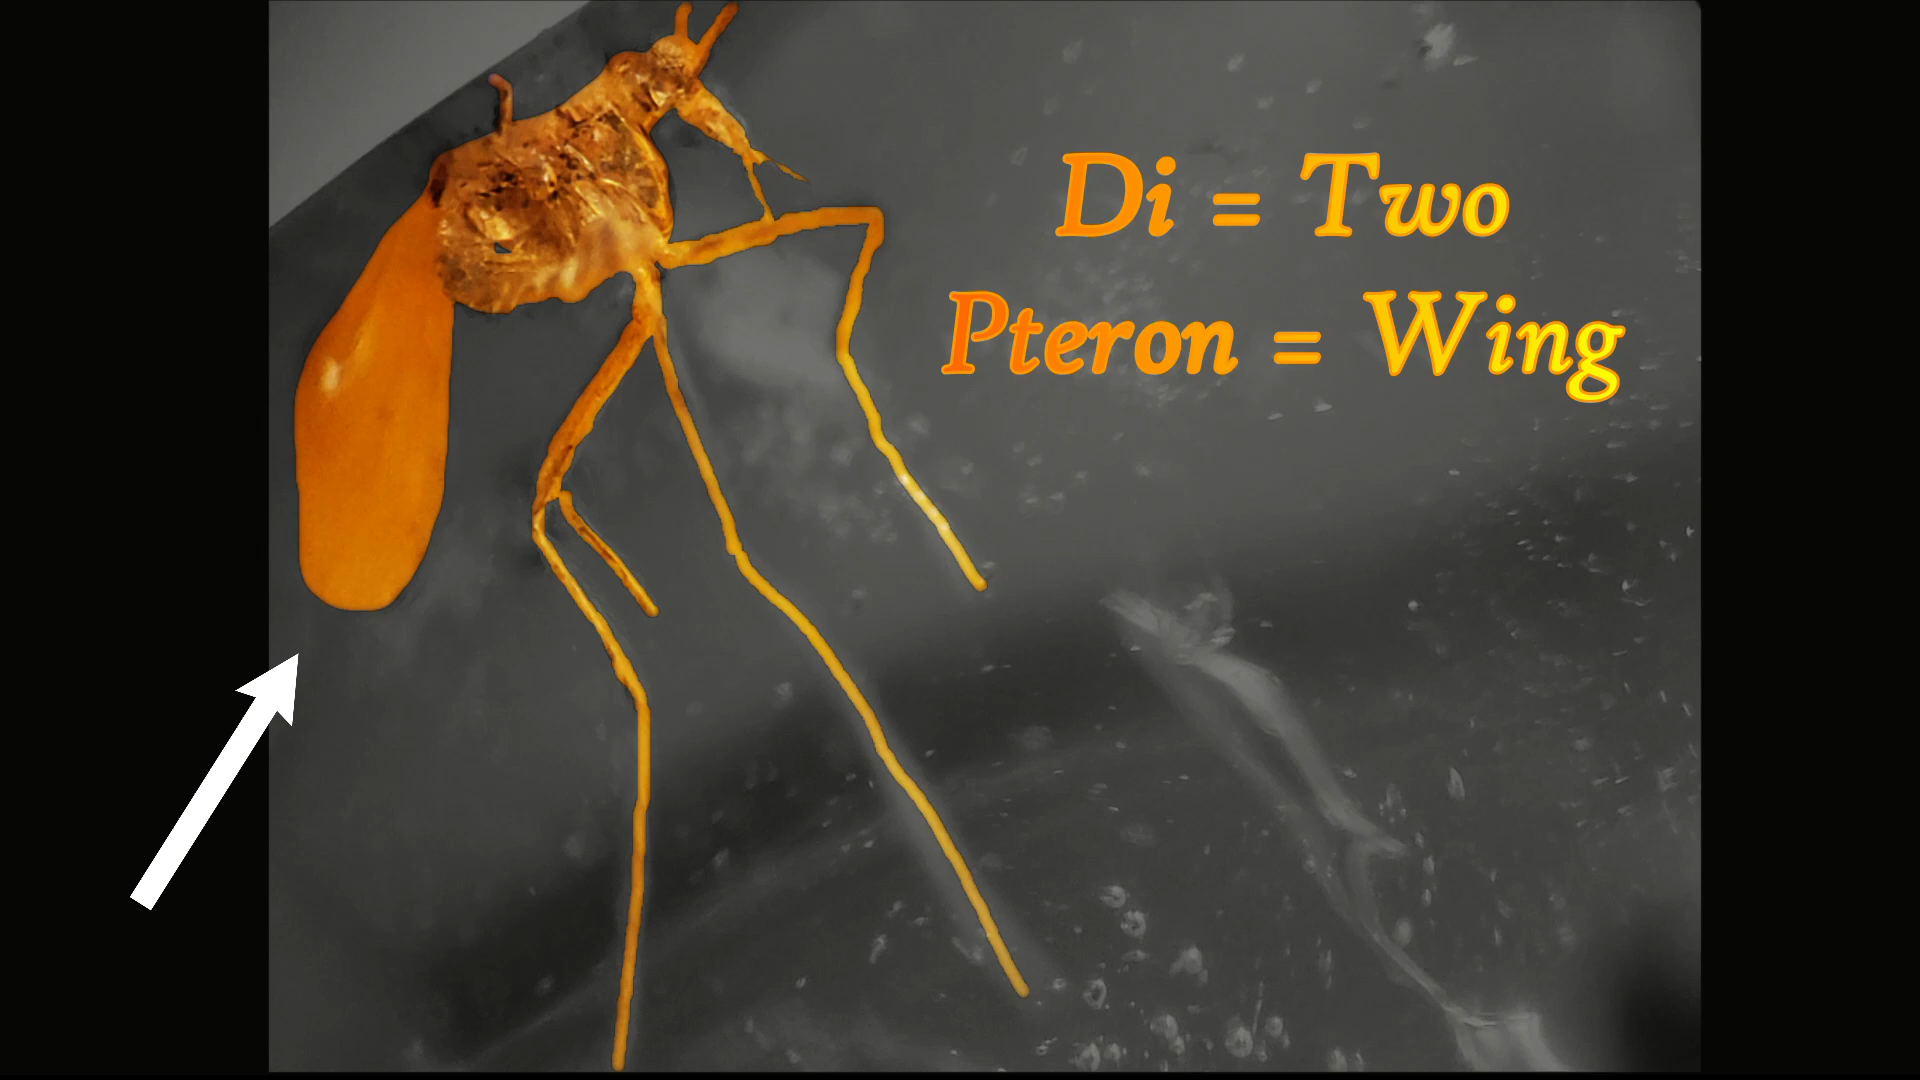 Di = Two
Pteron = Wing